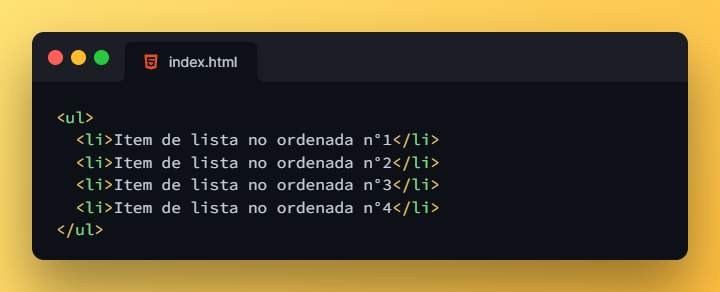 index.html
<ul>
<li>Item de lista no ordenada n°1</li>
<li>Item de lista no ordenada n°2</li>
<li>Item de lista no ordenada n°3</li>
<li>Item de lista no ordenada n°4</li>
</ul>